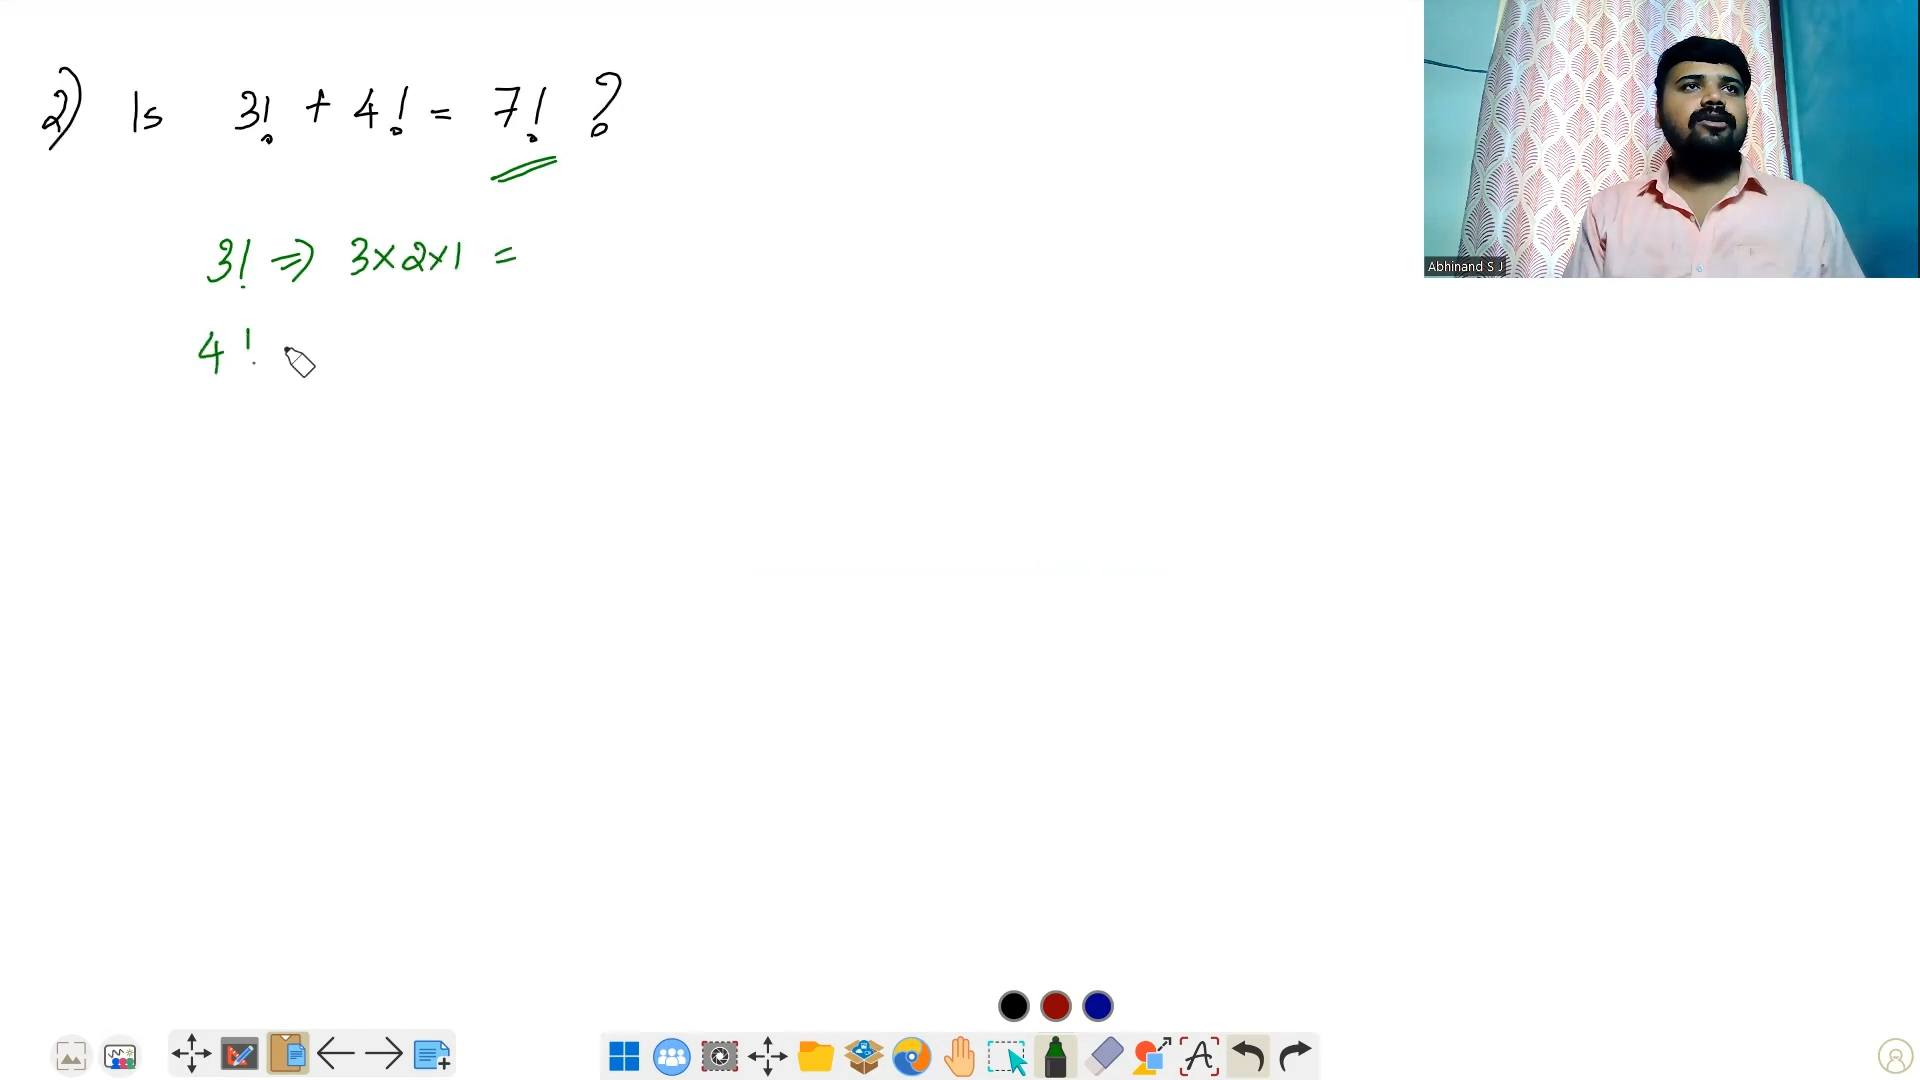 2) Is 3! + 4! = 7! ?
3! ⇒ 3×2×1 =
4!
Abhinand S J